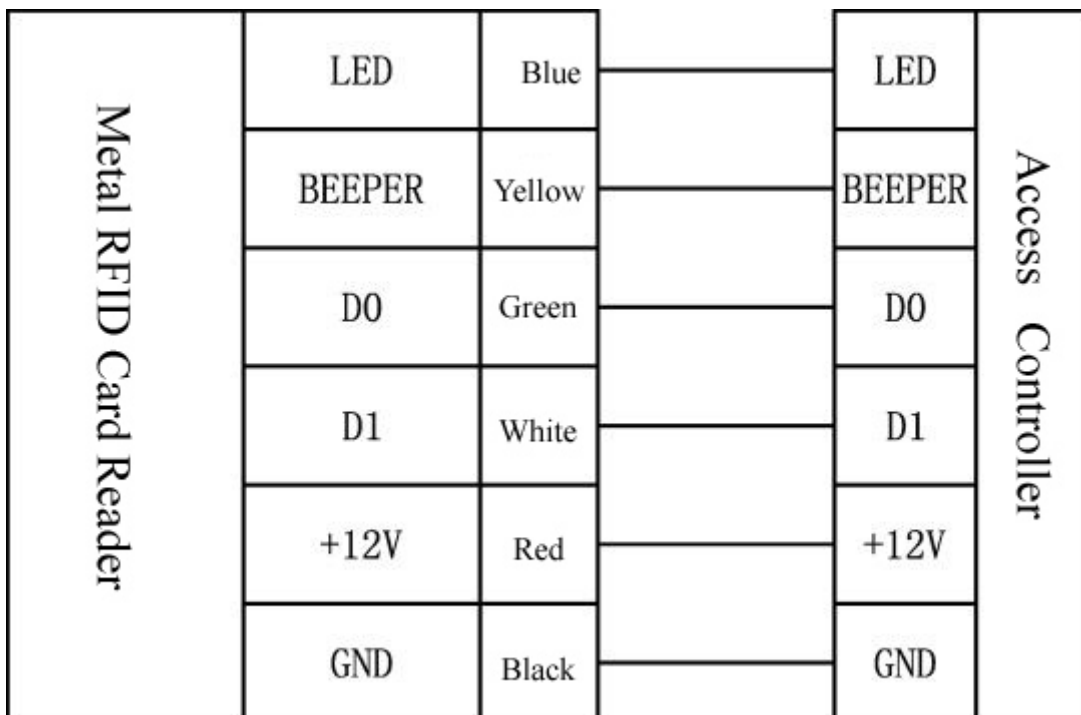 Metal RFID Card Reader
LED Blue LED
BEEPER Yellow BEEPER
D0 Green D0
D1 White D1
+12V Red +12V
GND Black GND
Access Controller